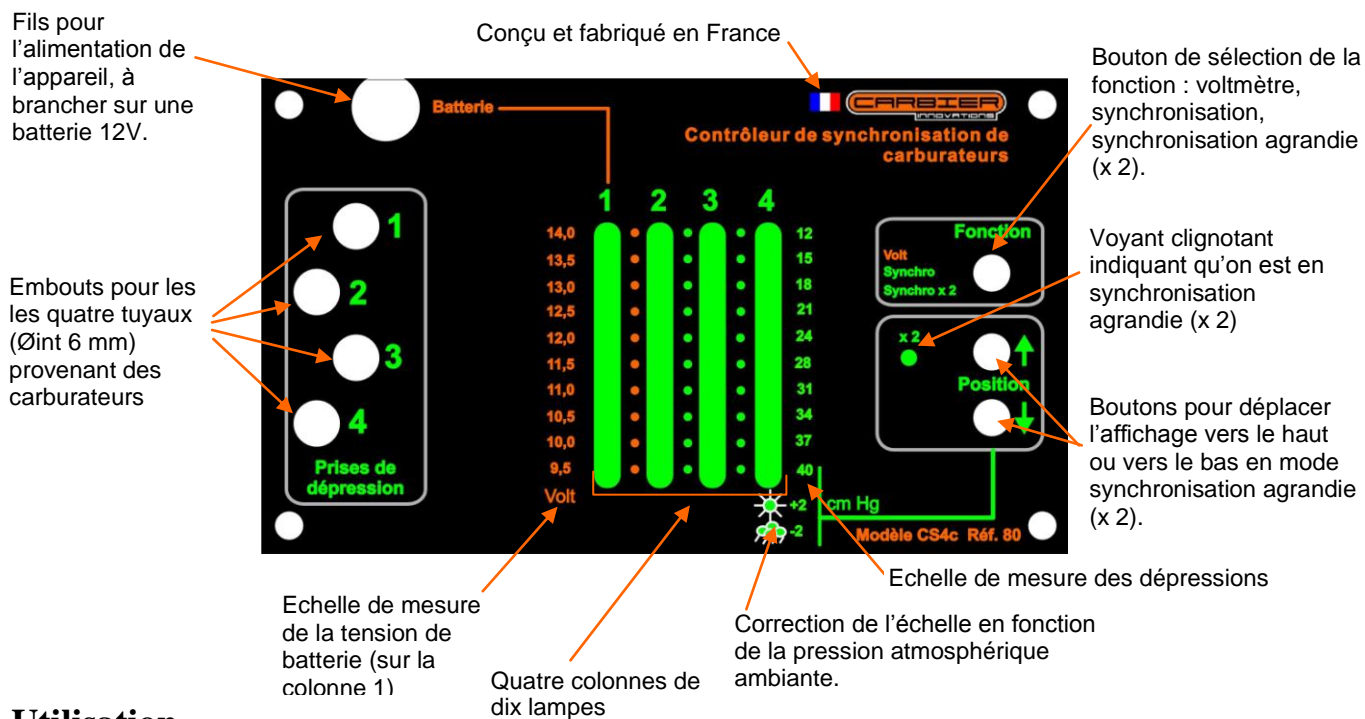 Fils pour
l’alimentation de
l’appareil, à
brancher sur une
batterie 12V.
Conçu et fabriqué en France
Bouton de sélection de la
fonction : voltmètre,
synchronisation,
synchronisation agrandie
(x 2).
Batterie
CARBIER
INNOVATIONS
Contrôleur de synchronisation de
carburateurs
Embouts pour les
les quatre tuyaux
(Øint 6 mm)
provenant des
carburateurs
1
2
3
4
Prises de
dépression
1 2 3 4
14,0 12
13,5 15
13,0 18
12,5 21
12,0 24
11,5 28
11,0 31
10,5 34
10,0 37
9,5 40
Volt
+2
-2
cm Hg
Fonction
Volt
Synchro
Synchro x 2
x 2
Position
Modèle CS4c Réf. 80
Voyant clignotant
indiquant qu’on est en
synchronisation
agrandie (x 2)
Boutons pour déplacer
l’affichage vers le haut
ou vers le bas en mode
synchronisation agrandie
(x 2).
Echelle de mesure des dépressions
Echelle de mesure
de la tension de
batterie (sur la
colonne 1)
Quatre colonnes de
dix lampes
Correction de l’échelle en fonction
de la pression atmosphérique
ambiante.
Utilisation